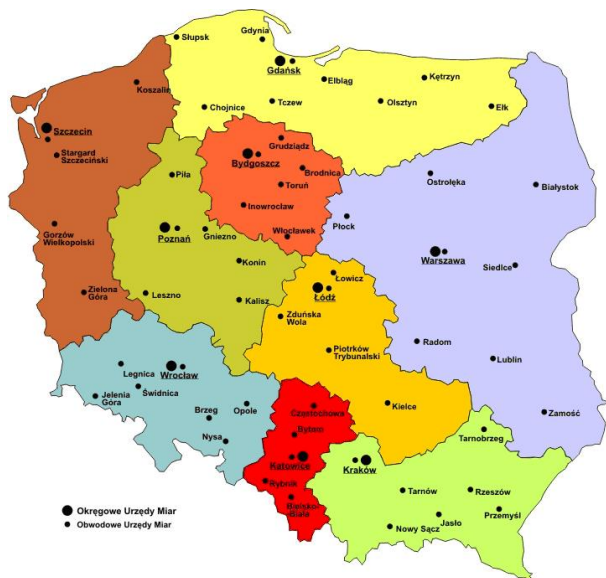 Słupsk
Gdynia
Gdańsk
Koszalin
Elbląg
Kętrzyn
Chojnice
Tczew
Olsztyn
Ełk
Szczecin
Stargard
Szczeciński
Grudziądz
Bydgoszcz
Brodnica
Piła
Toruń
Ostrołęka
Białystok
Inowrocław
Gorzów
Wielkopolski
Poznań
Gniezno
Włocławek
Płock
Warszawa
Siedlce
Konin
Łowicz
Zielona
Góra
Leszno
Kalisz
Łódź
Zduńska
Wola
Radom
Piotrków
Trybunalski
Lublin
Legnica
Wrocław
Świdnica
Jelenia
Góra
Brzeg
Opole
Nysa
Częstochowa
Kielce
Zamość
Bytom
Tarnobrzeg
Katowice
Kraków
Rybnik
Bielsko-
Biała
Tarnów
Rzeszów
Przemyśl
Jasło
Nowy Sącz
Okręgowe Urzędy Miar
Obwodowe Urzędy Miar